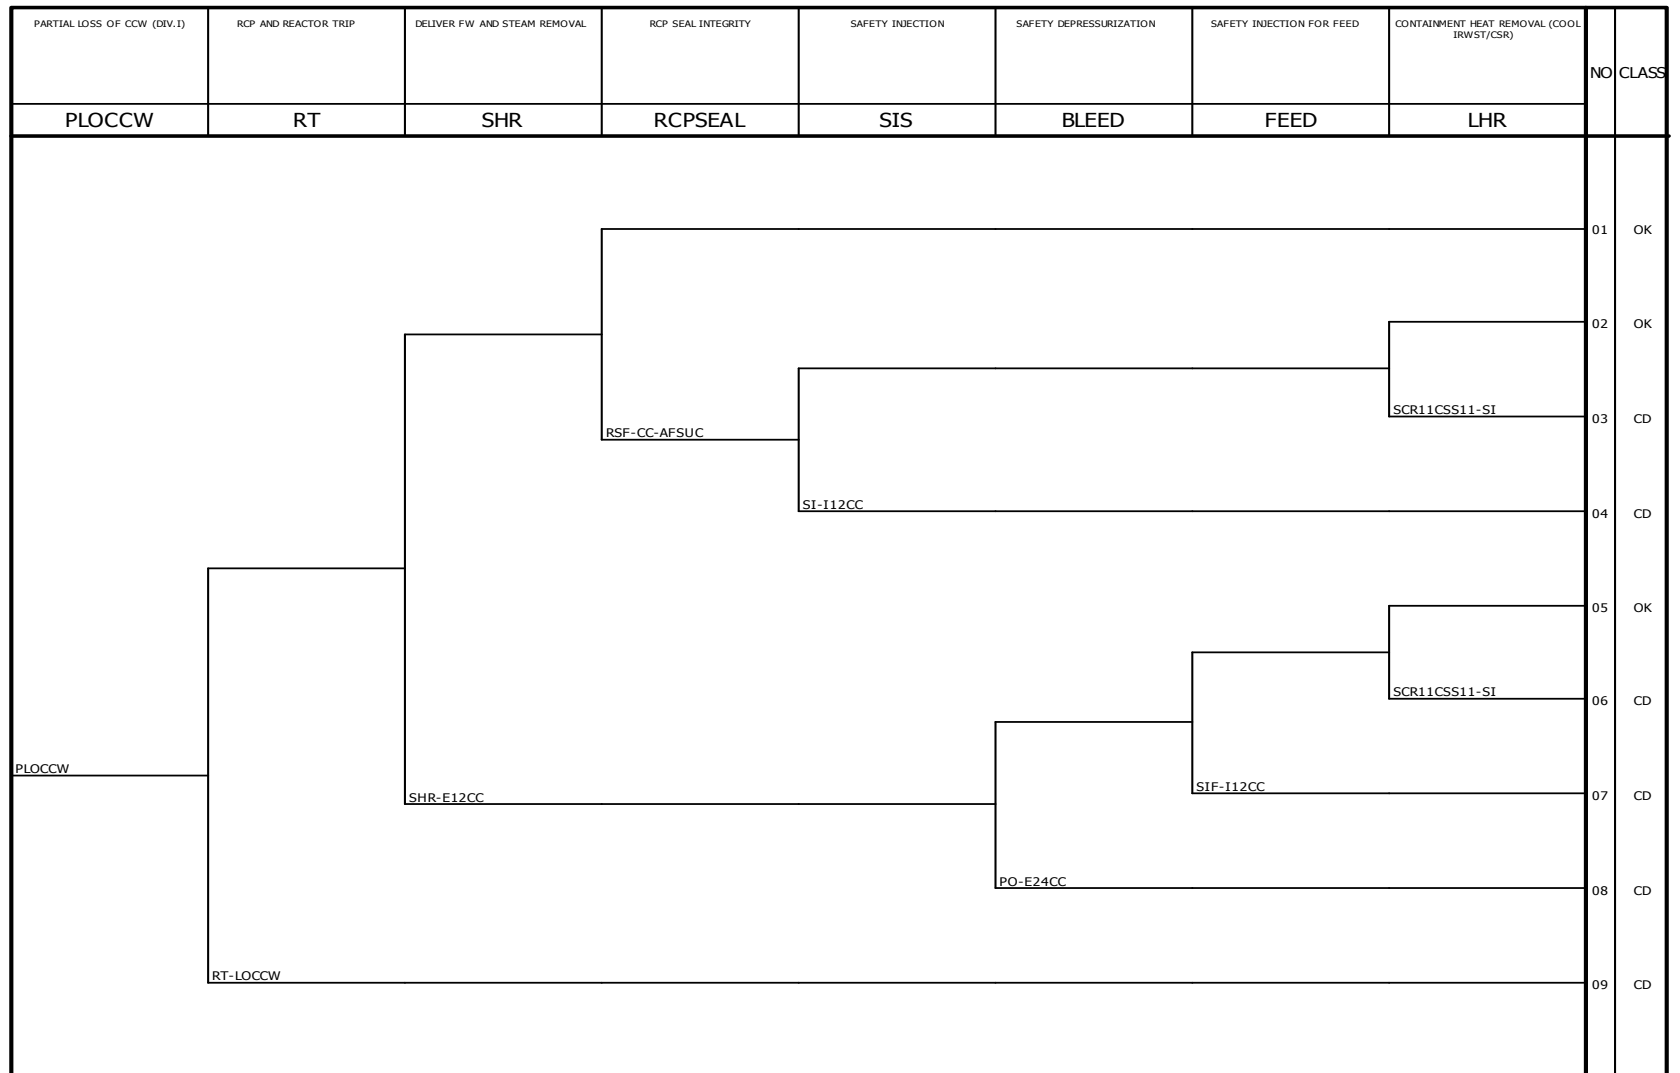 PARTIAL LOSS OF CCW (DIV.I)
RCP AND REACTOR TRIP
DELIVER FW AND STEAM REMOVAL
RCP SEAL INTEGRITY
SAFETY INJECTION
SAFETY DEPRESSURIZATION
SAFETY INJECTION FOR FEED
CONTAINMENT HEAT REMOVAL (COOL
IRWST/CSR)
NO
CLASS
PLOCCW
RT
SHR
RCPSEAL
SIS
BLEED
FEED
LHR
01 OK
02 OK
SCR11CSS11-SI
03 CD
RSF-CC-AFSUC
SI-I12CC
04 CD
05 OK
SCR11CSS11-SI
06 CD
PLOCCW
SHR-E12CC
SIF-I12CC
07 CD
PO-E24CC
08 CD
RT-LOCCW
09 CD